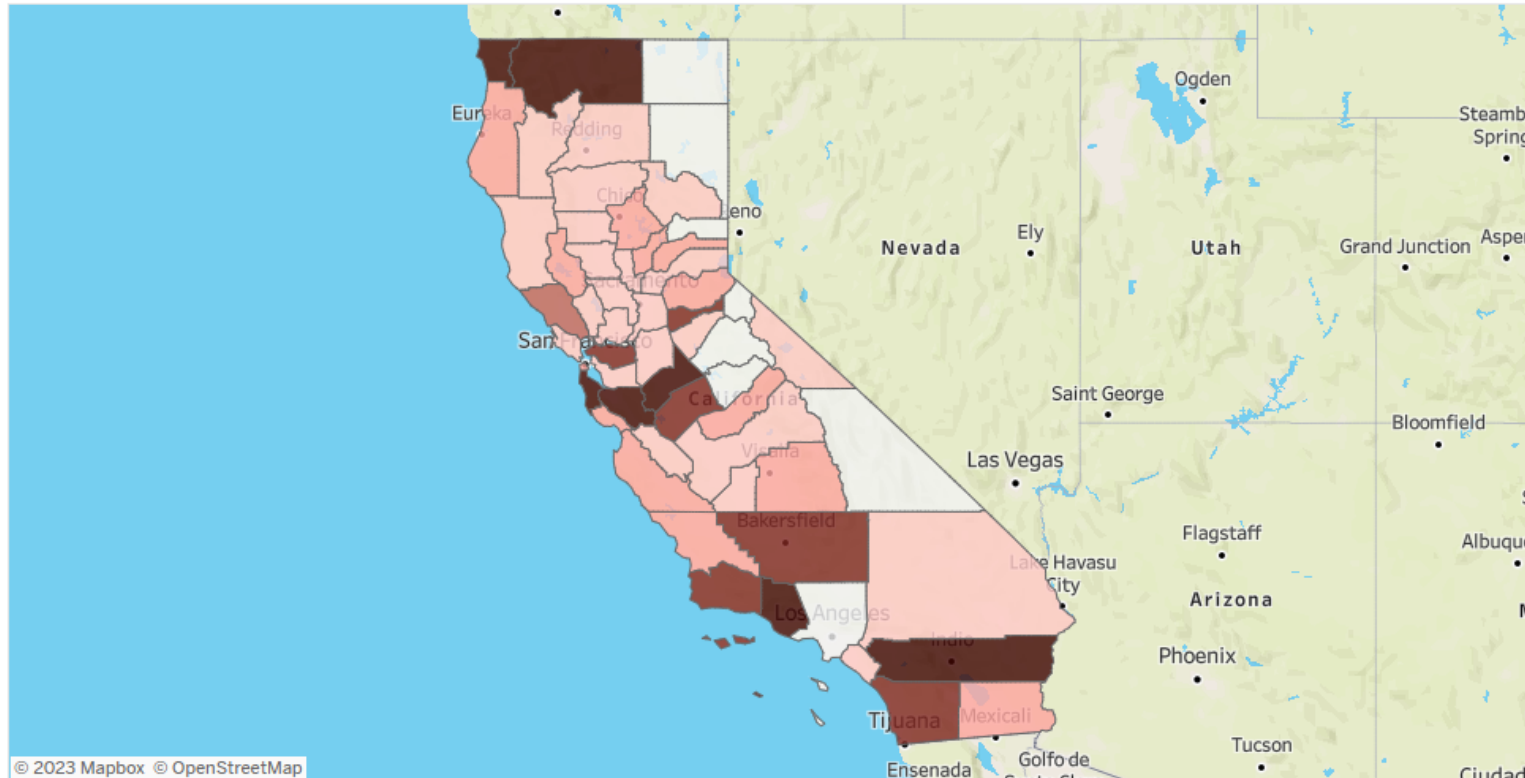 Ogden
Steamb
Spring
Eureka
Redding
Chico
eno
Nevada
Ely
Utah
Grand Junction
Aspe
Sacramento
San Francisco
California
Saint George
Bloomfield
Visalia
Las Vegas
Bakersfield
Flagstaff
Albuqu
Lake Havasu
City
Arizona
Los Angeles
Indio
Phoenix
Tijuana
Mexicali
Tucson
Golfo de
Ensenada
Ciudad
© 2023 Mapbox © OpenStreetMap